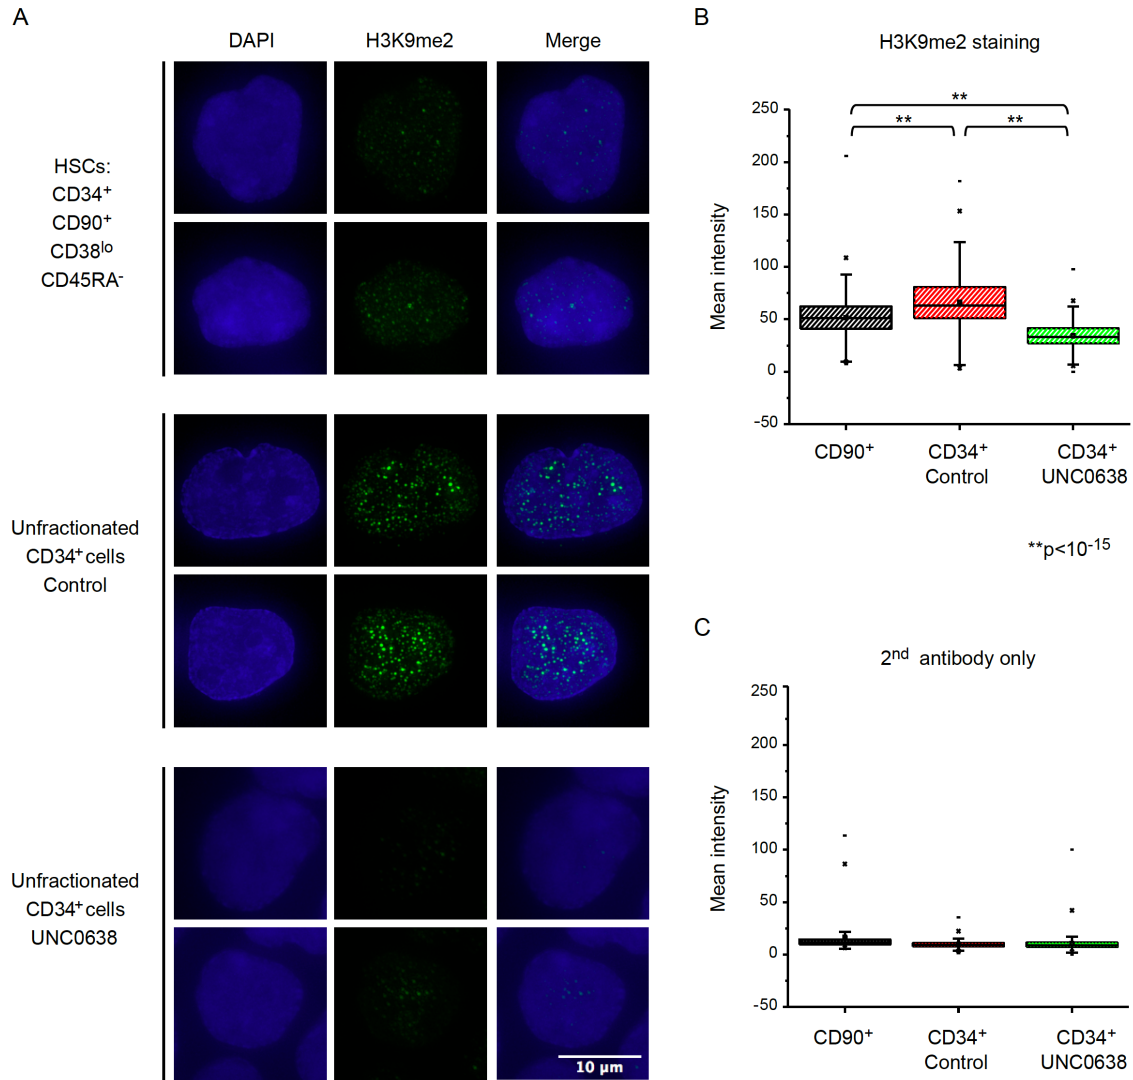 A
DAPI H3K9me2 Merge
HSCs:
CD34⁺
CD90⁺
CD38ˡᵒ
CD45RA⁻
Unfractionated
CD34⁺ cells
Control
Unfractionated
CD34⁺ cells
UNC0638
10 µm
B
H3K9me2 staining
Mean intensity
250
200
150
100
50
0
-50
**
** **
CD90⁺ CD34⁺ CD34⁺
Control UNC0638
**p<10⁻¹⁵
C
2ⁿᵈ antibody only
Mean intensity
250
200
150
100
50
0
-50
CD90⁺ CD34⁺ CD34⁺
Control UNC0638